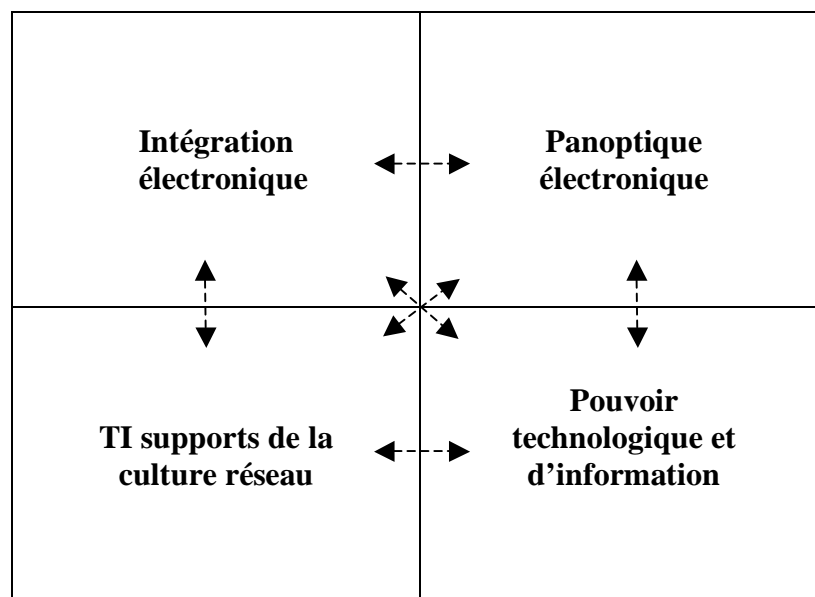 Intégration
électronique
Panoptique
électronique
TI supports de la
culture réseau
Pouvoir
technologique et
d’information